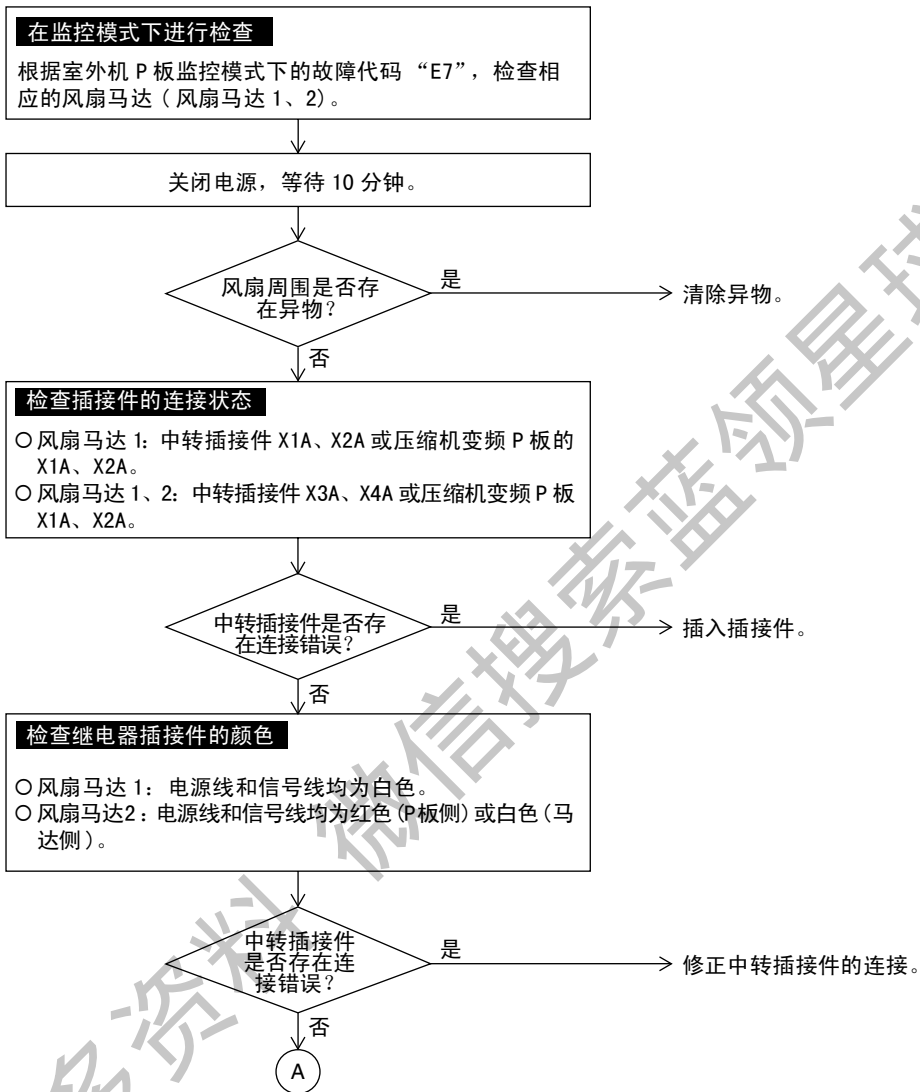 在监控模式下进行检查
根据室外机 P 板监控模式下的故障代码 “E7”，检查相
应的风扇马达 ( 风扇马达 1、2)。
关闭电源，等待 10 分钟。
风扇周围是否存
在异物?
是
清除异物。
否
检查插接件的连接状态
○ 风扇马达 1: 中转插接件 X1A、X2A 或压缩机变频 P 板的
X1A、X2A。
○ 风扇马达 1、2: 中转插接件 X3A、X4A 或压缩机变频 P 板
X1A、X2A。
中转插接件是否存
在连接错误?
是
插入插接件。
否
检查继电器插接件的颜色
○ 风扇马达 1: 电源线和信号线均为白色。
○ 风扇马达2: 电源线和信号线均为红色(P板侧)或白色(马
达侧)。
中转插接件
是否存在连
接错误?
是
修正中转插接件的连接。
否
A
多资料 微信搜索蓝领星球